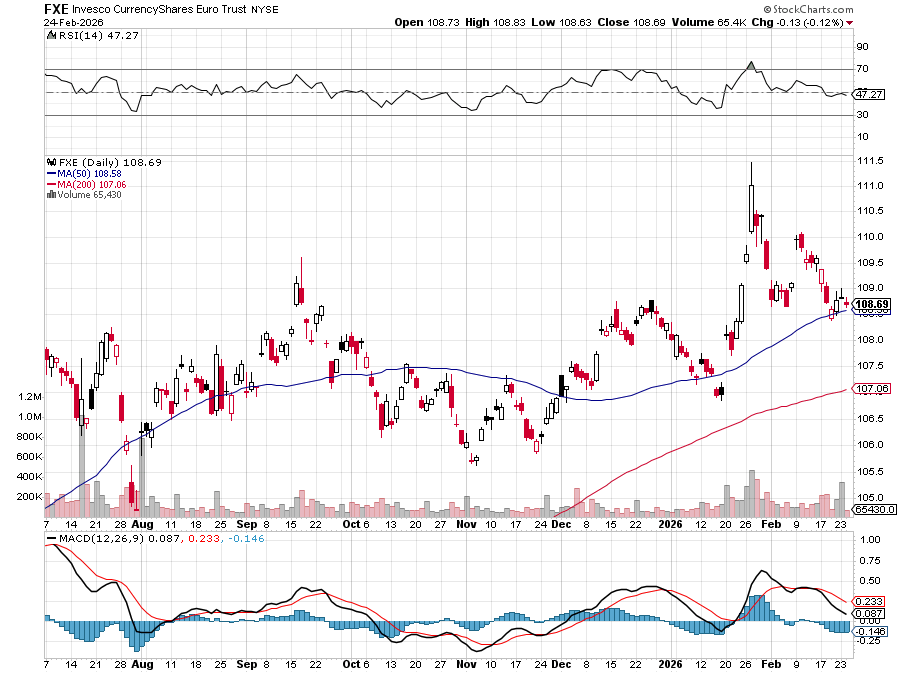 FXE Invesco CurrencyShares Euro Trust NYSE
© StockCharts.com
24-Feb-2026
Open 108.73 High 108.83 Low 108.63 Close 108.69 Volume 65.4K Chg -0.13 (-0.12%)
RSI(14) 47.27
90
70
50
47.27
30
10
FXE (Daily) 108.69
MA(50) 108.58
MA(200) 107.06
Volume 65,430
111.5
111.0
110.5
110.0
109.5
109.0
108.69
108.58
108.0
107.5
107.06
106.5
106.0
105.5
105.0
65430.0
1.2M
1.0M
800K
600K
400K
200K
7 14 21 28 Aug 11 18 25 Sep 8 15 22 Oct 6 13 20 27 Nov 10 17 24 Dec 8 15 22 2026 12 20 26 Feb 9 17 23
MACD(12,26,9) 0.087, 0.233, -0.146
1.00
0.75
0.50
0.233
0.087
0.00
-0.146
-0.25
7 14 21 28 Aug 11 18 25 Sep 8 15 22 Oct 6 13 20 27 Nov 10 17 24 Dec 8 15 22 2026 12 20 26 Feb 9 17 23